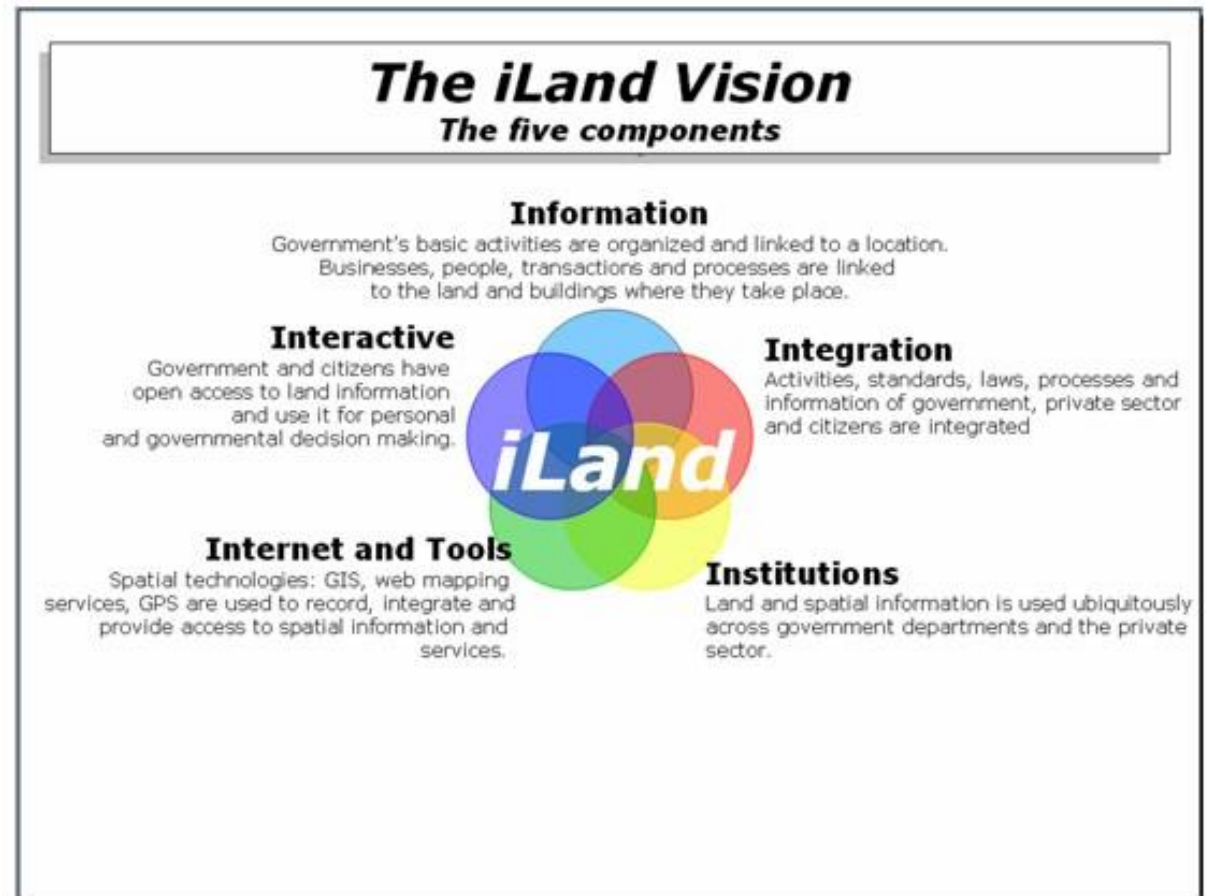 The iLand Vision
The five components
Information
Government's basic activities are organized and linked to a location.
Businesses, people, transactions and processes are linked
to the land and buildings where they take place.
Interactive
Government and citizens have
open access to land information
and use it for personal
and governmental decision making.
Integration
Activities, standards, laws, processes and
information of government, private sector
and citizens are integrated
iLand
Internet and Tools
Spatial technologies: GIS, web mapping
services, GPS are used to record, integrate and
provide access to spatial information and
services.
Institutions
Land and spatial information is used ubiquitously
across government departments and the private
sector.